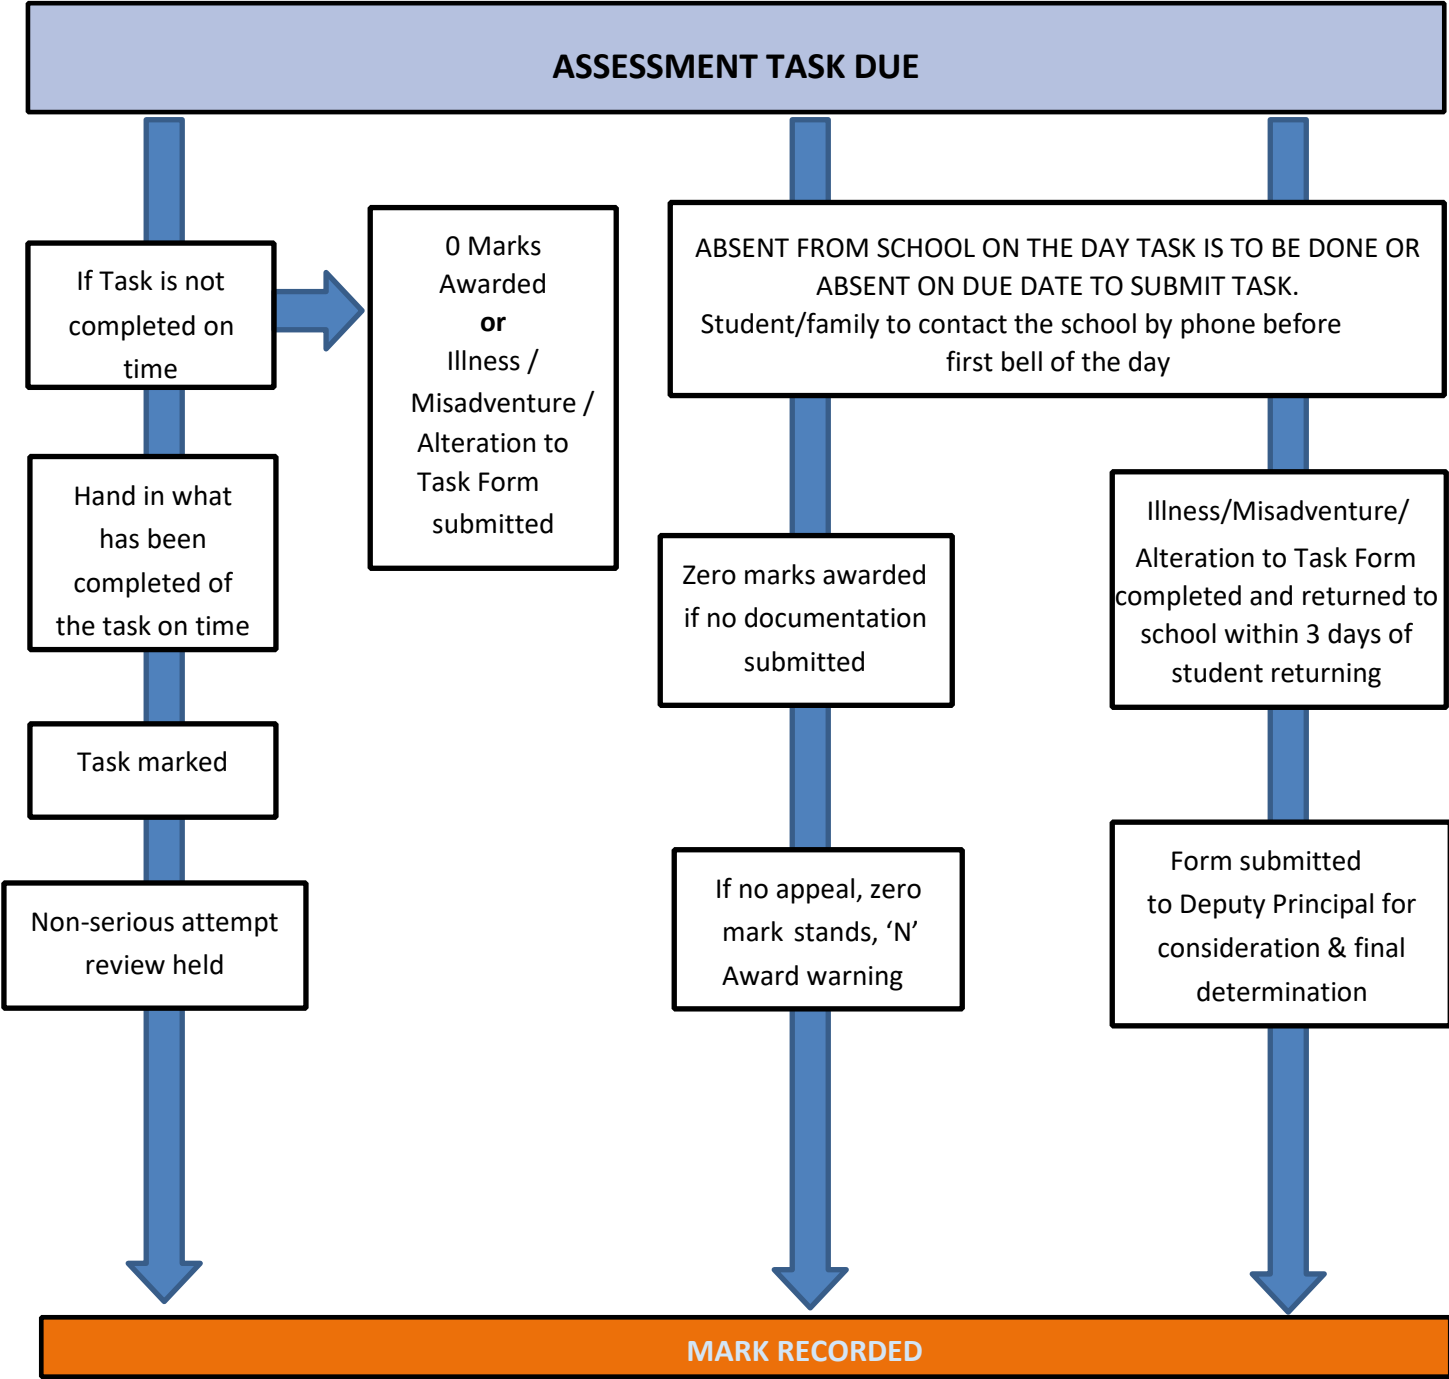 ASSESSMENT TASK DUE
If Task is not
completed on
time
0 Marks
Awarded
or
Illness /
Misadventure /
Alteration to
Task Form
submitted
ABSENT FROM SCHOOL ON THE DAY TASK IS TO BE DONE OR
ABSENT ON DUE DATE TO SUBMIT TASK.
Student/family to contact the school by phone before
first bell of the day
Hand in what
has been
completed of
the task on time
Zero marks awarded
if no documentation
submitted
Illness/Misadventure/
Alteration to Task Form
completed and returned to
school within 3 days of
student returning
Task marked
Non-serious attempt
review held
If no appeal, zero
mark stands, ‘N’
Award warning
Form submitted
to Deputy Principal for
consideration & final
determination
MARK RECORDED